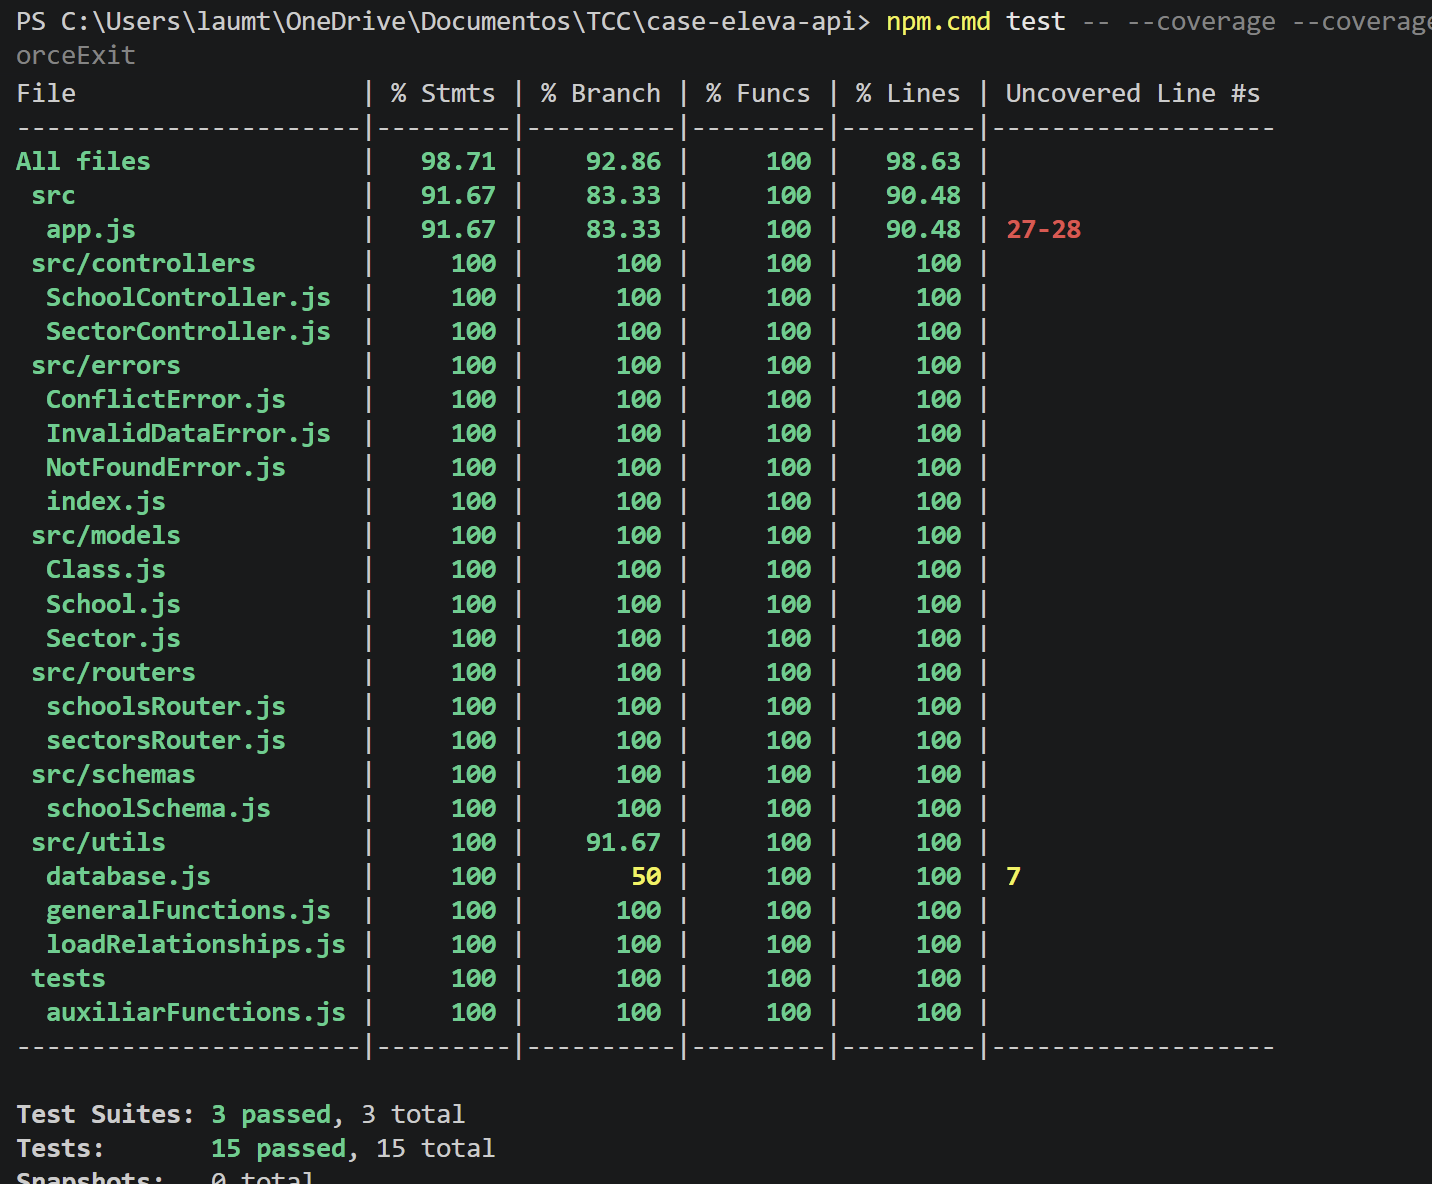 PS C:\Users\laumt\OneDrive\Documentos\TCC\case-eleva-api> npm.cmd test -- --coverage --coverage
orceExit
File                   | % Stmts | % Branch | % Funcs | % Lines | Uncovered Line #s
-----------------------|---------|----------|---------|---------|-------------------
All files              |   98.71 |    92.86 |     100 |   98.63 |
 src                   |   91.67 |    83.33 |     100 |   90.48 |
  app.js               |   91.67 |    83.33 |     100 |   90.48 | 27-28
 src/controllers       |     100 |      100 |     100 |     100 |
  SchoolController.js  |     100 |      100 |     100 |     100 |
  SectorController.js  |     100 |      100 |     100 |     100 |
 src/errors            |     100 |      100 |     100 |     100 |
  ConflictError.js     |     100 |      100 |     100 |     100 |
  InvalidDataError.js  |     100 |      100 |     100 |     100 |
  NotFoundError.js     |     100 |      100 |     100 |     100 |
  index.js             |     100 |      100 |     100 |     100 |
 src/models            |     100 |      100 |     100 |     100 |
  Class.js             |     100 |      100 |     100 |     100 |
  School.js            |     100 |      100 |     100 |     100 |
  Sector.js            |     100 |      100 |     100 |     100 |
 src/routers           |     100 |      100 |     100 |     100 |
  schoolsRouter.js     |     100 |      100 |     100 |     100 |
  sectorsRouter.js     |     100 |      100 |     100 |     100 |
 src/schemas           |     100 |      100 |     100 |     100 |
  schoolSchema.js      |     100 |      100 |     100 |     100 |
 src/utils             |     100 |    91.67 |     100 |     100 |
  database.js          |     100 |       50 |     100 |     100 | 7
  generalFunctions.js  |     100 |      100 |     100 |     100 |
  loadRelationships.js |     100 |      100 |     100 |     100 |
 tests                 |     100 |      100 |     100 |     100 |
  auxiliarFunctions.js |     100 |      100 |     100 |     100 |
-----------------------|---------|----------|---------|---------|-------------------
Test Suites: 3 passed, 3 total
Tests:       15 passed, 15 total
Snapshots:   0 total